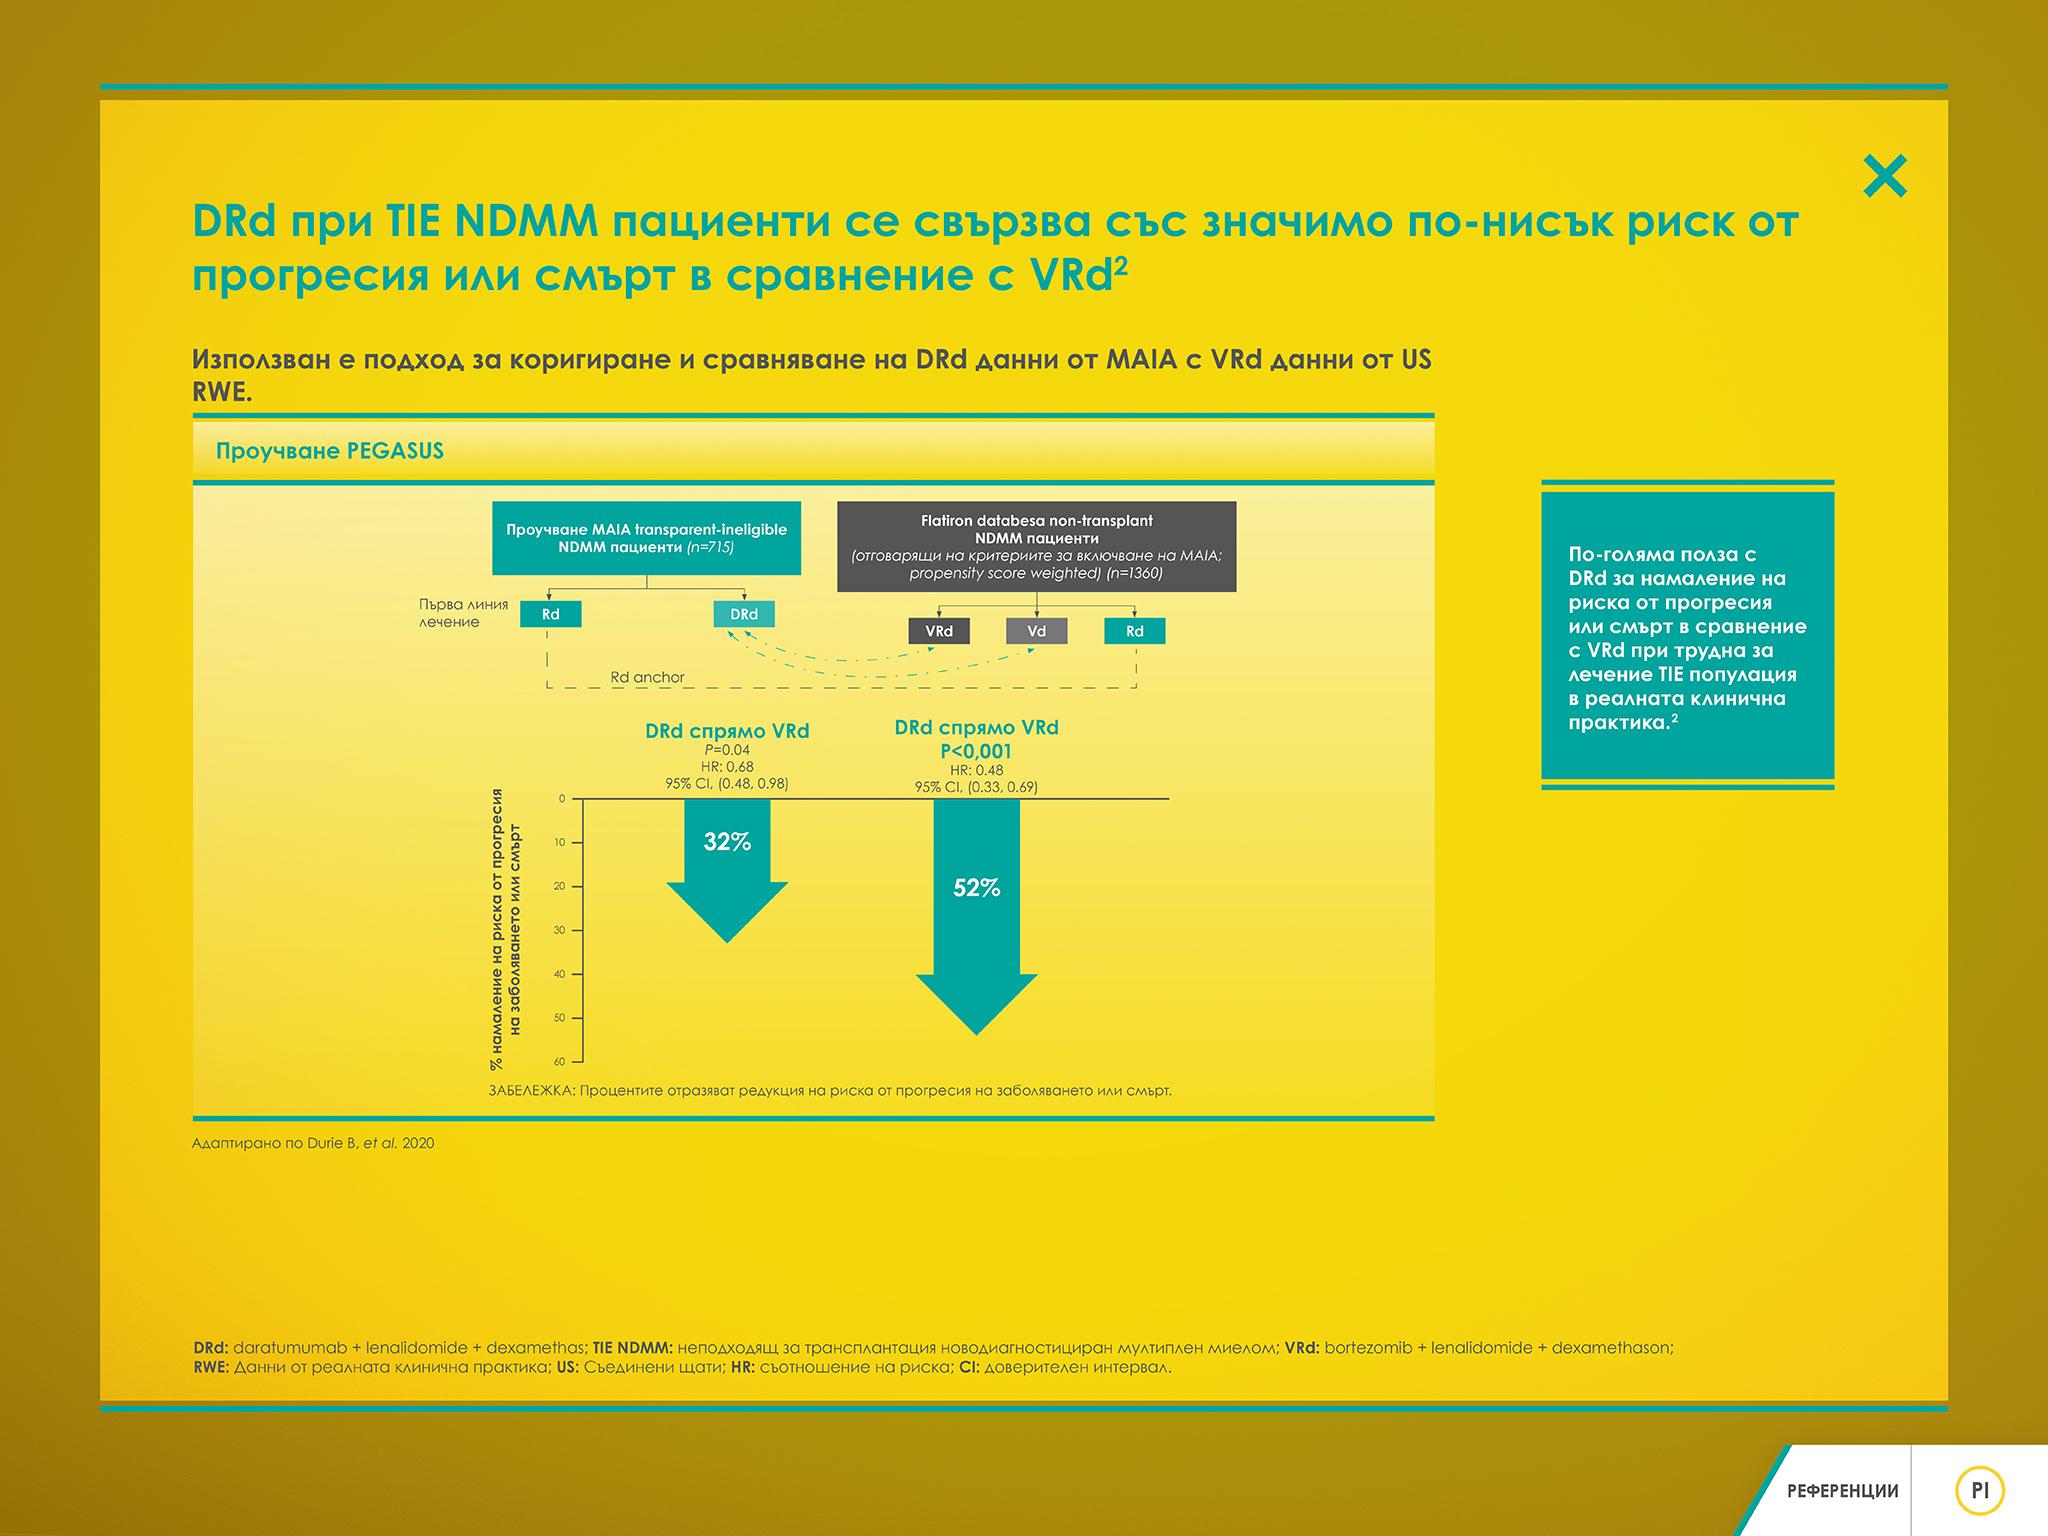 DRd при TIE NDMM пациенти се свързва със значимо по-нисък риск от
прогресия или смърт в сравнение с VRd²
Използван е подход за коригиране и сравняване на DRd данни от MAIA с VRd данни от US
RWE.
Проучване PEGASUS
Проучване MAIA transparent-ineligible
NDMM пациенти (n=715)
Flatiron databesa non-transplant
NDMM пациенти
(отговарящи на критериите за включване на MAIA;
propensity score weighted) (n=1360)
Първа линия
лечение
Rd
DRd
VRd
Vd
Rd
Rd anchor
DRd спрямо VRd
P=0.04
HR: 0,68
95% CI, (0.48, 0.98)
DRd спрямо VRd
P<0,001
HR: 0.48
95% CI, (0.33, 0.69)
% намаление на риска от прогресия
на заболяването или смърт
0
10
20
30
40
50
60
32%
52%
ЗАБЕЛЕЖКА: Процентите отразяват редукция на риска от прогресия на заболяването или смърт.
Адаптирано по Durie B, et al. 2020
По-голяма полза с
DRd за намаление на
риска от прогресия
или смърт в сравнение
с VRd при трудна за
лечение TIE популация
в реалната клинична
практика.²
DRd: daratumumab + lenalidomide + dexamethas; TIE NDMM: неподходящ за трансплантация новодиагностициран мултиплен миелом; VRd: bortezomib + lenalidomide + dexamethason;
RWE: Данни от реалната клинична практика; US: Съединени щати; HR: съотношение на риска; CI: доверителен интервал.
РЕФЕРЕНЦИИ
PI